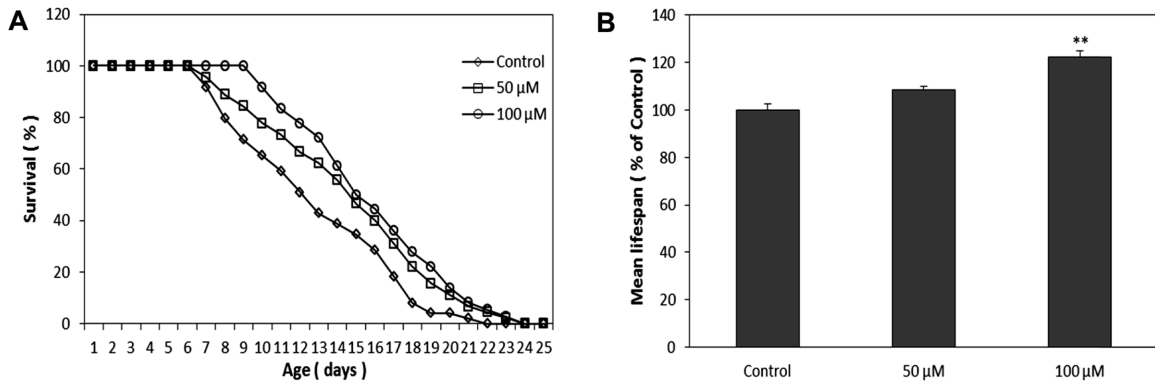 A
Survival ( % )
120
100
80
60
40
20
0
Control
50 µM
100 µM
1 2 3 4 5 6 7 8 9 10 11 12 13 14 15 16 17 18 19 20 21 22 23 24 25
Age ( days )
B
Mean lifespan ( % of Control )
140
120
100
80
60
40
20
0
**
Control 50 µM 100 µM